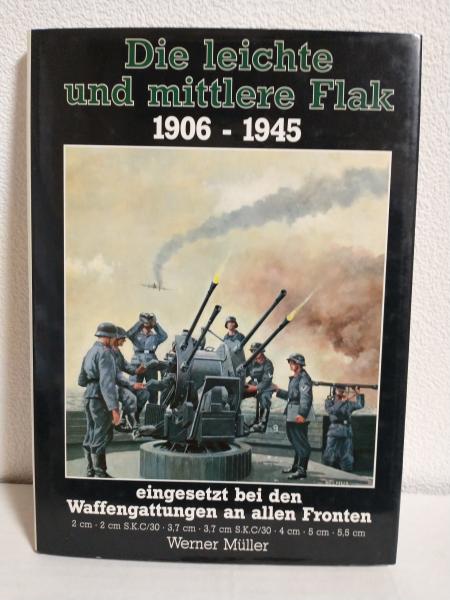 Die leichte
und mittlere Flak
1906 - 1945
eingesetzt bei den
Waffengattungen an allen Fronten
2 cm · 2 cm S.K.C/30 · 3,7 cm · 3,7 cm S.K.C/30 · 4 cm · 5 cm · 5,5 cm
Werner Müller